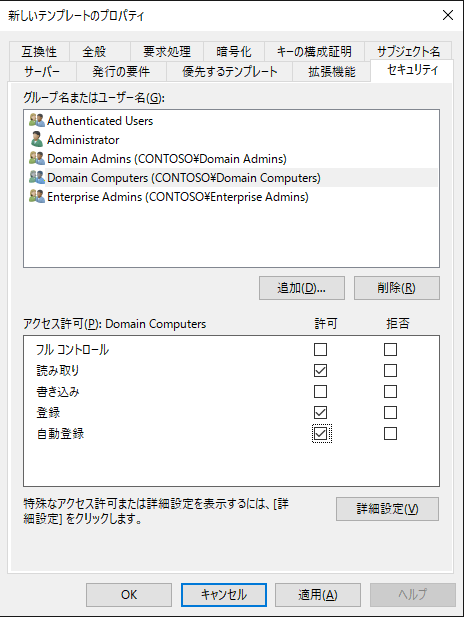 新しいテンプレートのプロパティ
互換性 全般 要求処理 暗号化 キーの構成証明 サブジェクト名
サーバー 発行の要件 優先するテンプレート 拡張機能 セキュリティ
グループ名またはユーザー名(G):
Authenticated Users
Administrator
Domain Admins (CONTOSO¥Domain Admins)
Domain Computers (CONTOSO¥Domain Computers)
Enterprise Admins (CONTOSO¥Enterprise Admins)
追加(D)... 削除(R)
アクセス許可(P): Domain Computers 許可 拒否
フル コントロール
読み取り
書き込み
登録
自動登録
特殊なアクセス許可または詳細設定を表示するには、[詳
細設定] をクリックします。
詳細設定(V)
OK キャンセル 適用(A) ヘルプ